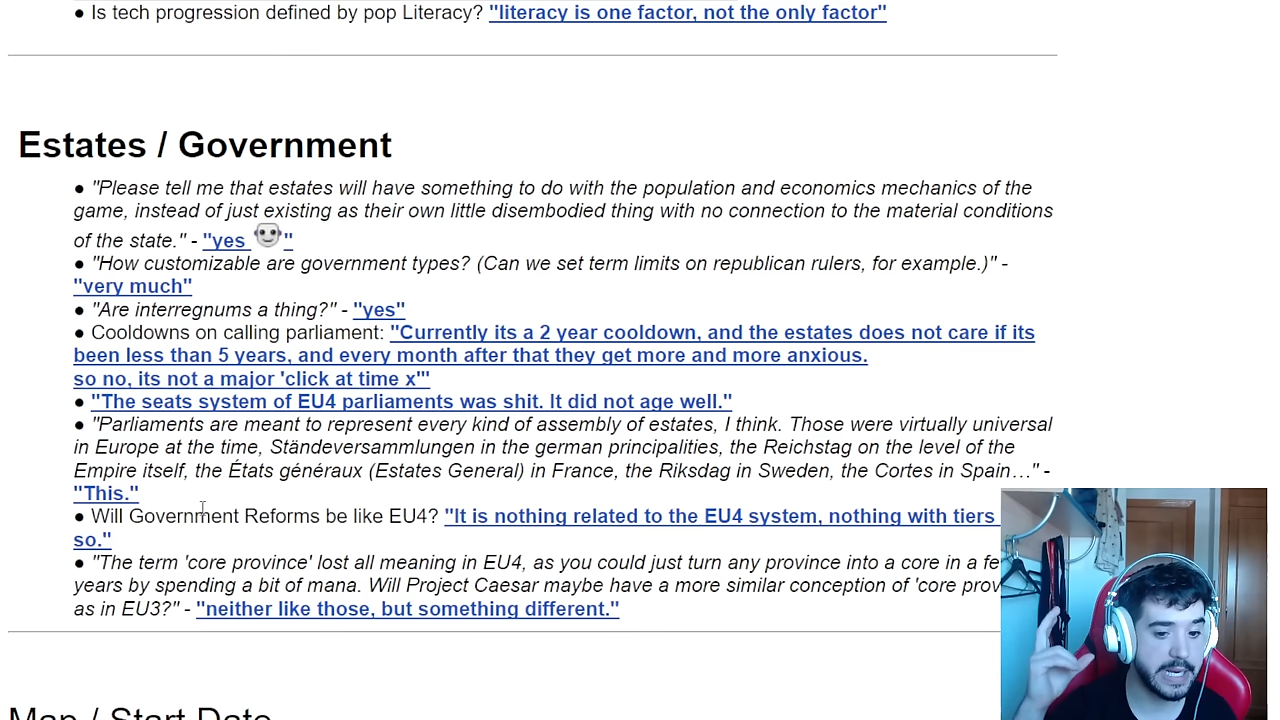 ● Is tech progression defined by pop Literacy? "literacy is one factor, not the only factor"
Estates / Government
● "Please tell me that estates will have something to do with the population and economics mechanics of the
game, instead of just existing as their own little disembodied thing with no connection to the material conditions
of the state." - "yes "
● "How customizable are government types? (Can we set term limits on republican rulers, for example.)" -
"very much"
● "Are interregnums a thing?" - "yes"
● Cooldowns on calling parliament: "Currently its a 2 year cooldown, and the estates does not care if its
been less than 5 years, and every month after that they get more and more anxious.
so no, its not a major 'click at time x'"
● "The seats system of EU4 parliaments was shit. It did not age well."
● "Parliaments are meant to represent every kind of assembly of estates, I think. Those were virtually universal
in Europe at the time, Ständeversammlungen in the german principalities, the Reichstag on the level of the
Empire itself, the États généraux (Estates General) in France, the Riksdag in Sweden, the Cortes in Spain…" -
"This."
● Will Government Reforms be like EU4? "It is nothing related to the EU4 system, nothing with tiers
so."
● "The term 'core province' lost all meaning in EU4, as you could just turn any province into a core in a
years by spending a bit of mana. Will Project Caesar maybe have a more similar conception of 'core
as in EU3?" - "neither like those, but something different."
Map / Start Date